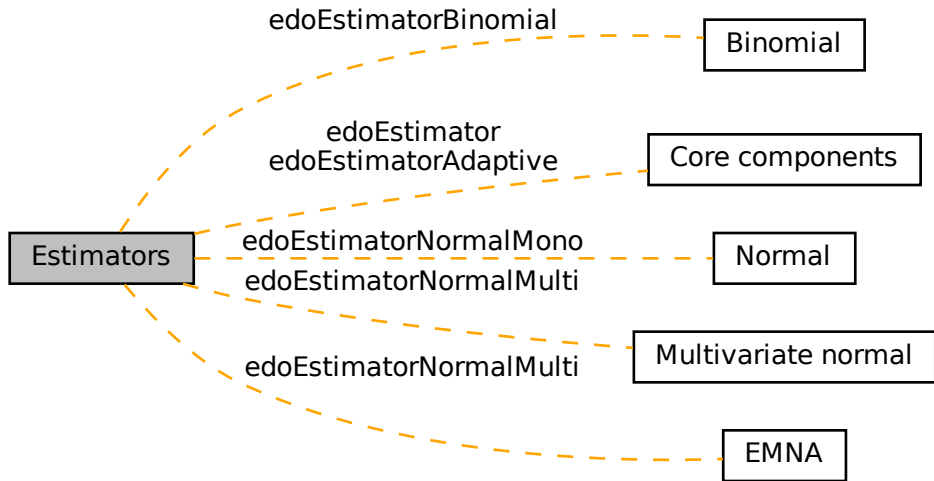 edoEstimatorBinomial
Binomial
edoEstimator
edoEstimatorAdaptive
Core components
Estimators
edoEstimatorNormalMono
Normal
edoEstimatorNormalMulti
Multivariate normal
edoEstimatorNormalMulti
EMNA